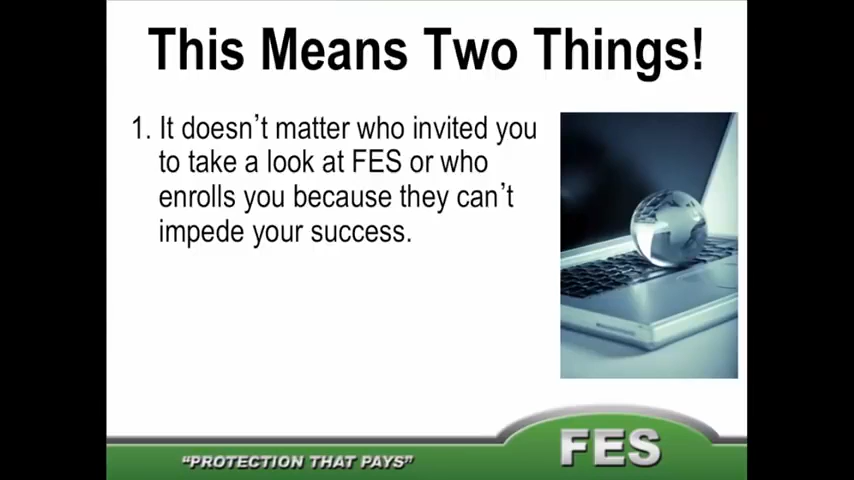 This Means Two Things!
1. It doesn't matter who invited you
to take a look at FES or who
enrolls you because they can't
impede your success.
"PROTECTION THAT PAYS"
FES